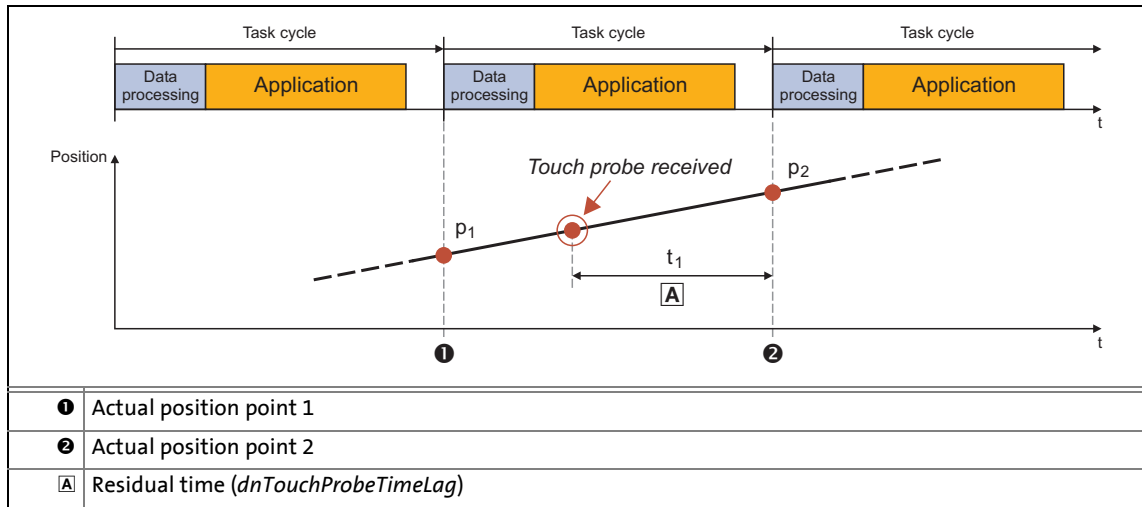 Task cycle Task cycle Task cycle
Data processing Application Data processing Application Data processing Application
t
Position
Touch probe received
p2
p1
t1
A
t
❶ ❷
❶ Actual position point 1
❷ Actual position point 2
A Residual time (dnTouchProbeTimeLag)